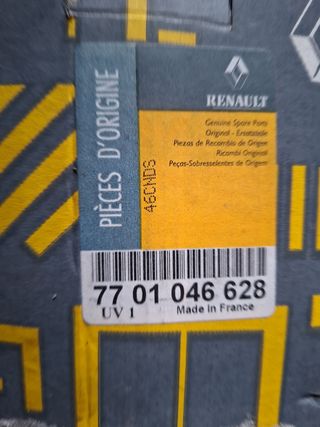 RENAULT
Genuine Spare Parts
Original - Ersatzteile
Piezas de Recambio de Origen
Ricambi Originali
Peças-Sobresselentes de Origem
PIÈCES D'ORIGINE
46CNDS
77 01 046 628
UV 1
Made in France